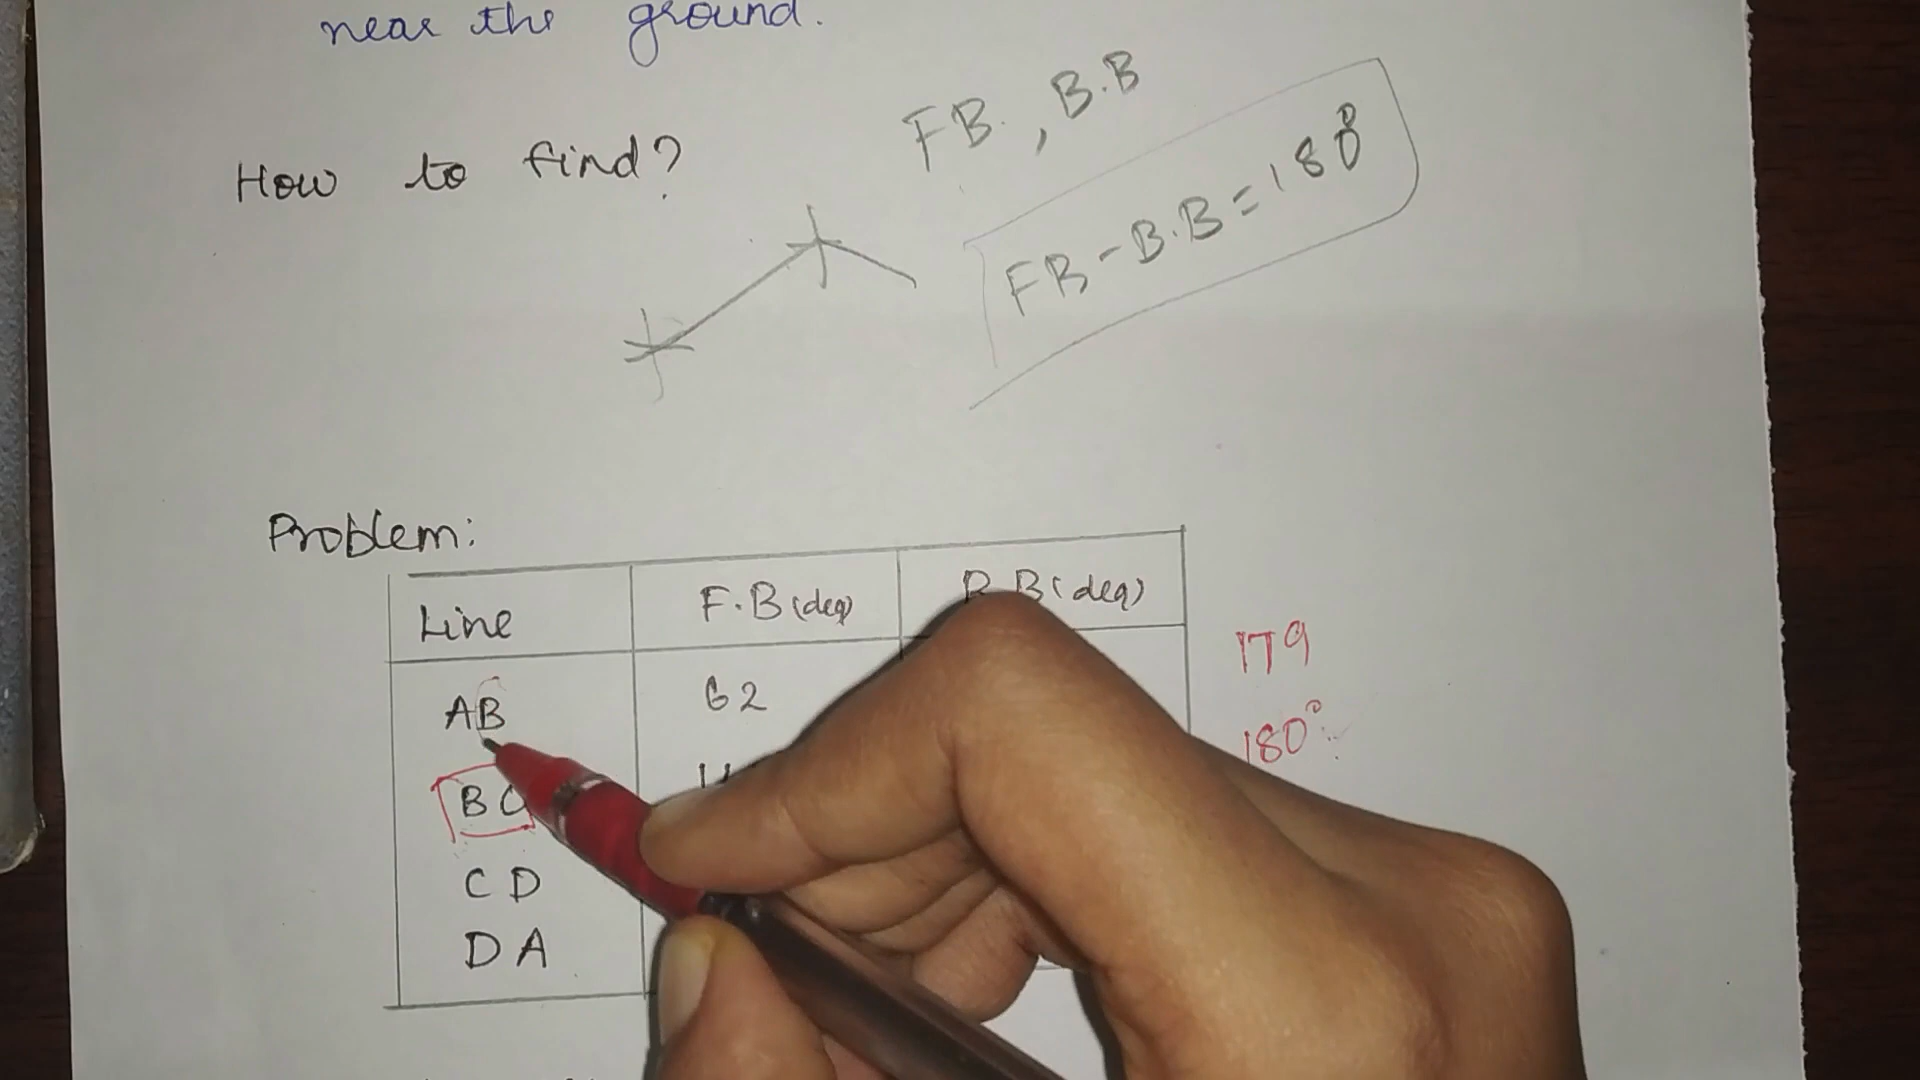 near the ground.
FB, B.B
How to find?
FB - B.B = 180
Problem:
Line F.B (deg) B.B (deg)
AB 62
179
BC
180°
CD
DA